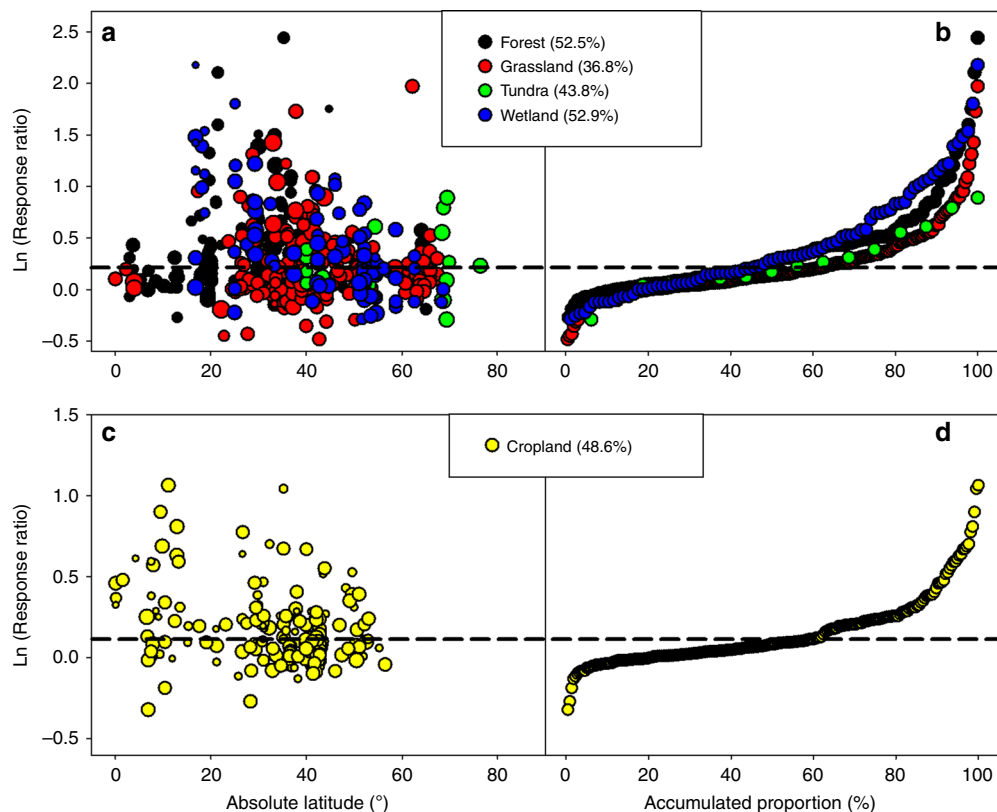 a
b
Forest (52.5%)
Grassland (36.8%)
Tundra (43.8%)
Wetland (52.9%)
Ln (Response ratio)
2.5
2.0
1.5
1.0
0.5
0.0
–0.5
0 20 40 60 80 0 20 40 60 80 100
c
d
Cropland (48.6%)
Ln (Response ratio)
1.5
1.0
0.5
0.0
–0.5
0 20 40 60 80 0 20 40 60 80 100
Absolute latitude (°) Accumulated proportion (%)